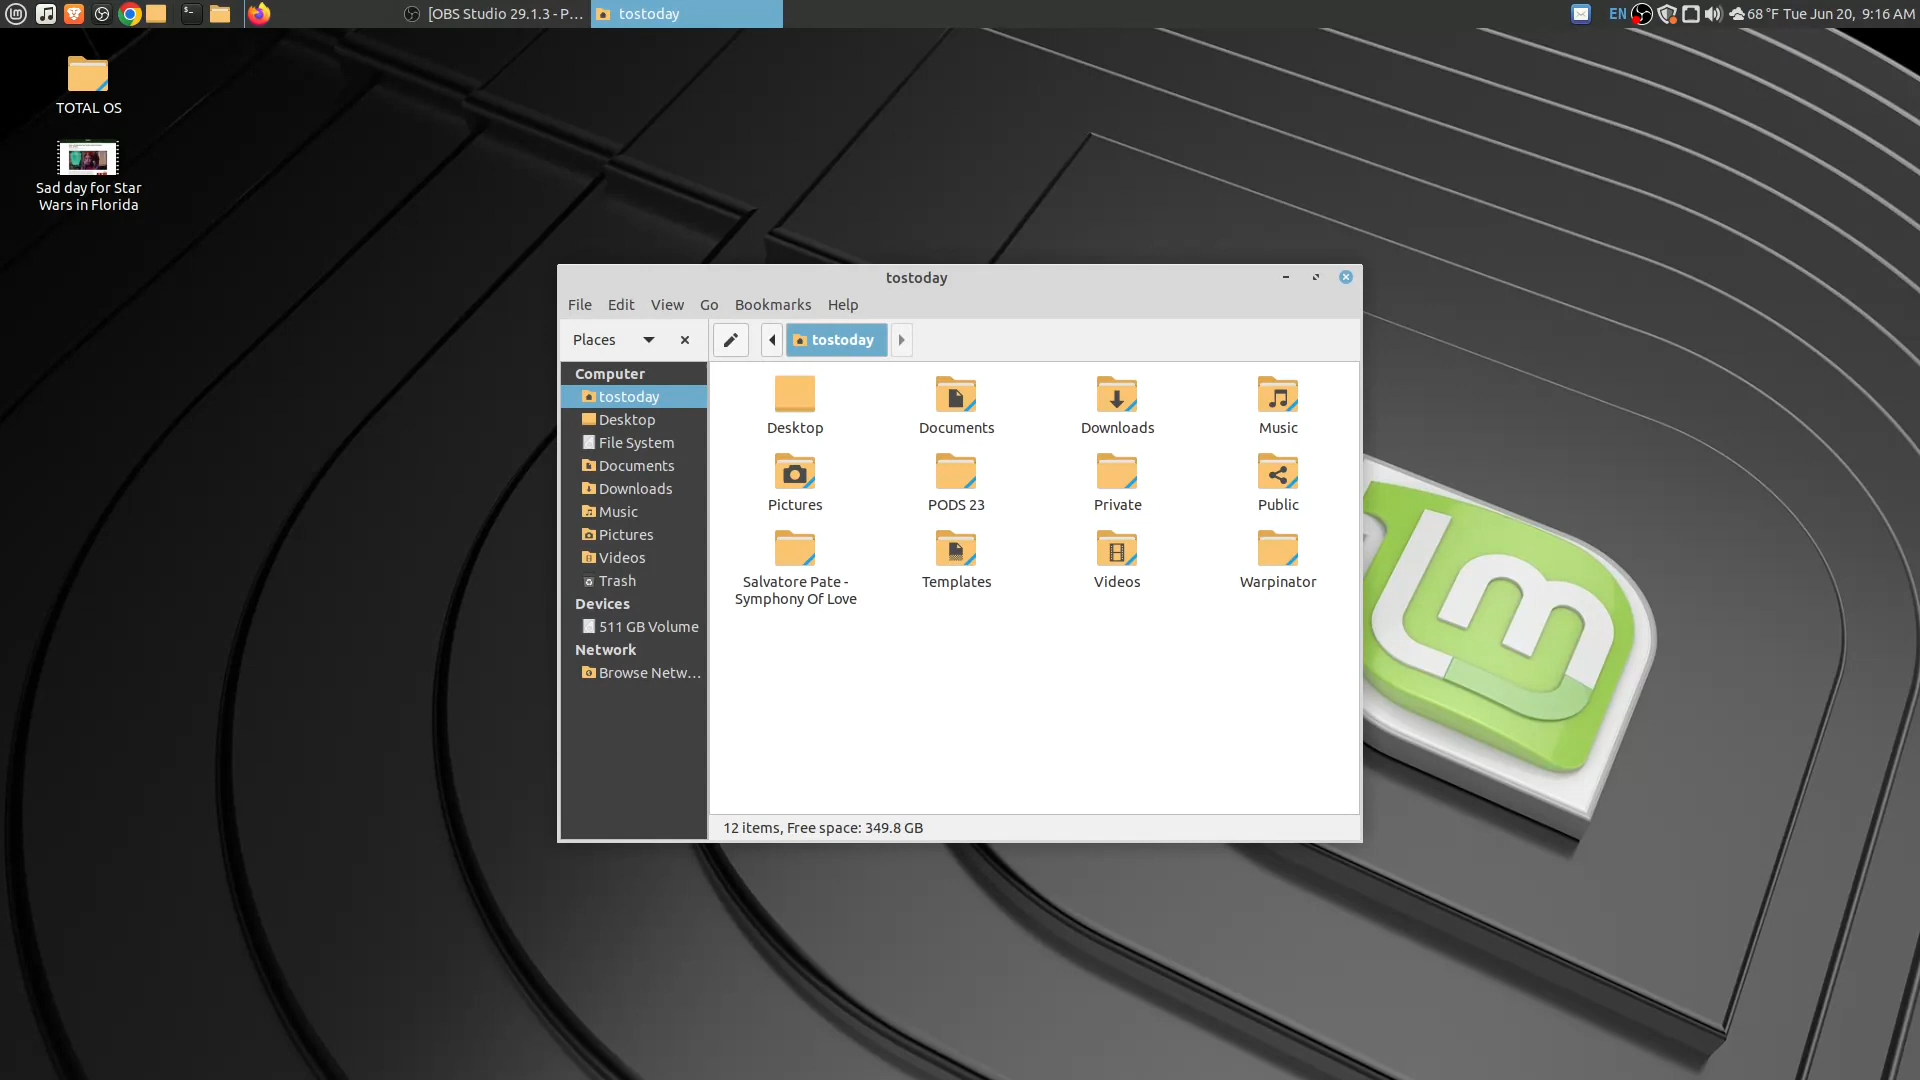 [OBS Studio 29.1.3 - P...
tostoday
EN
68 °F Tue Jun 20, 9:16 AM
TOTAL OS
Sad day for Star
Wars in Florida
tostoday
File Edit View Go Bookmarks Help
Places
tostoday
Computer
tostoday
Desktop
File System
Documents
Downloads
Music
Pictures
Videos
Trash
Devices
511 GB Volume
Network
Browse Netw...
Desktop
Documents
Downloads
Music
Pictures
PODS 23
Private
Public
Salvatore Pate -
Symphony Of Love
Templates
Videos
Warpinator
12 items, Free space: 349.8 GB